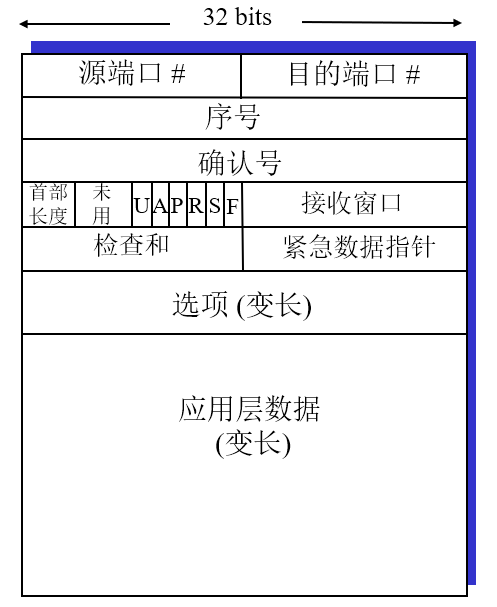 32 bits
源端口 # 目的端口 #
序号
确认号
首部 未 U A P R S F 接收窗口
长度 用
检查和 紧急数据指针
选项 (变长)
应用层数据
(变长)